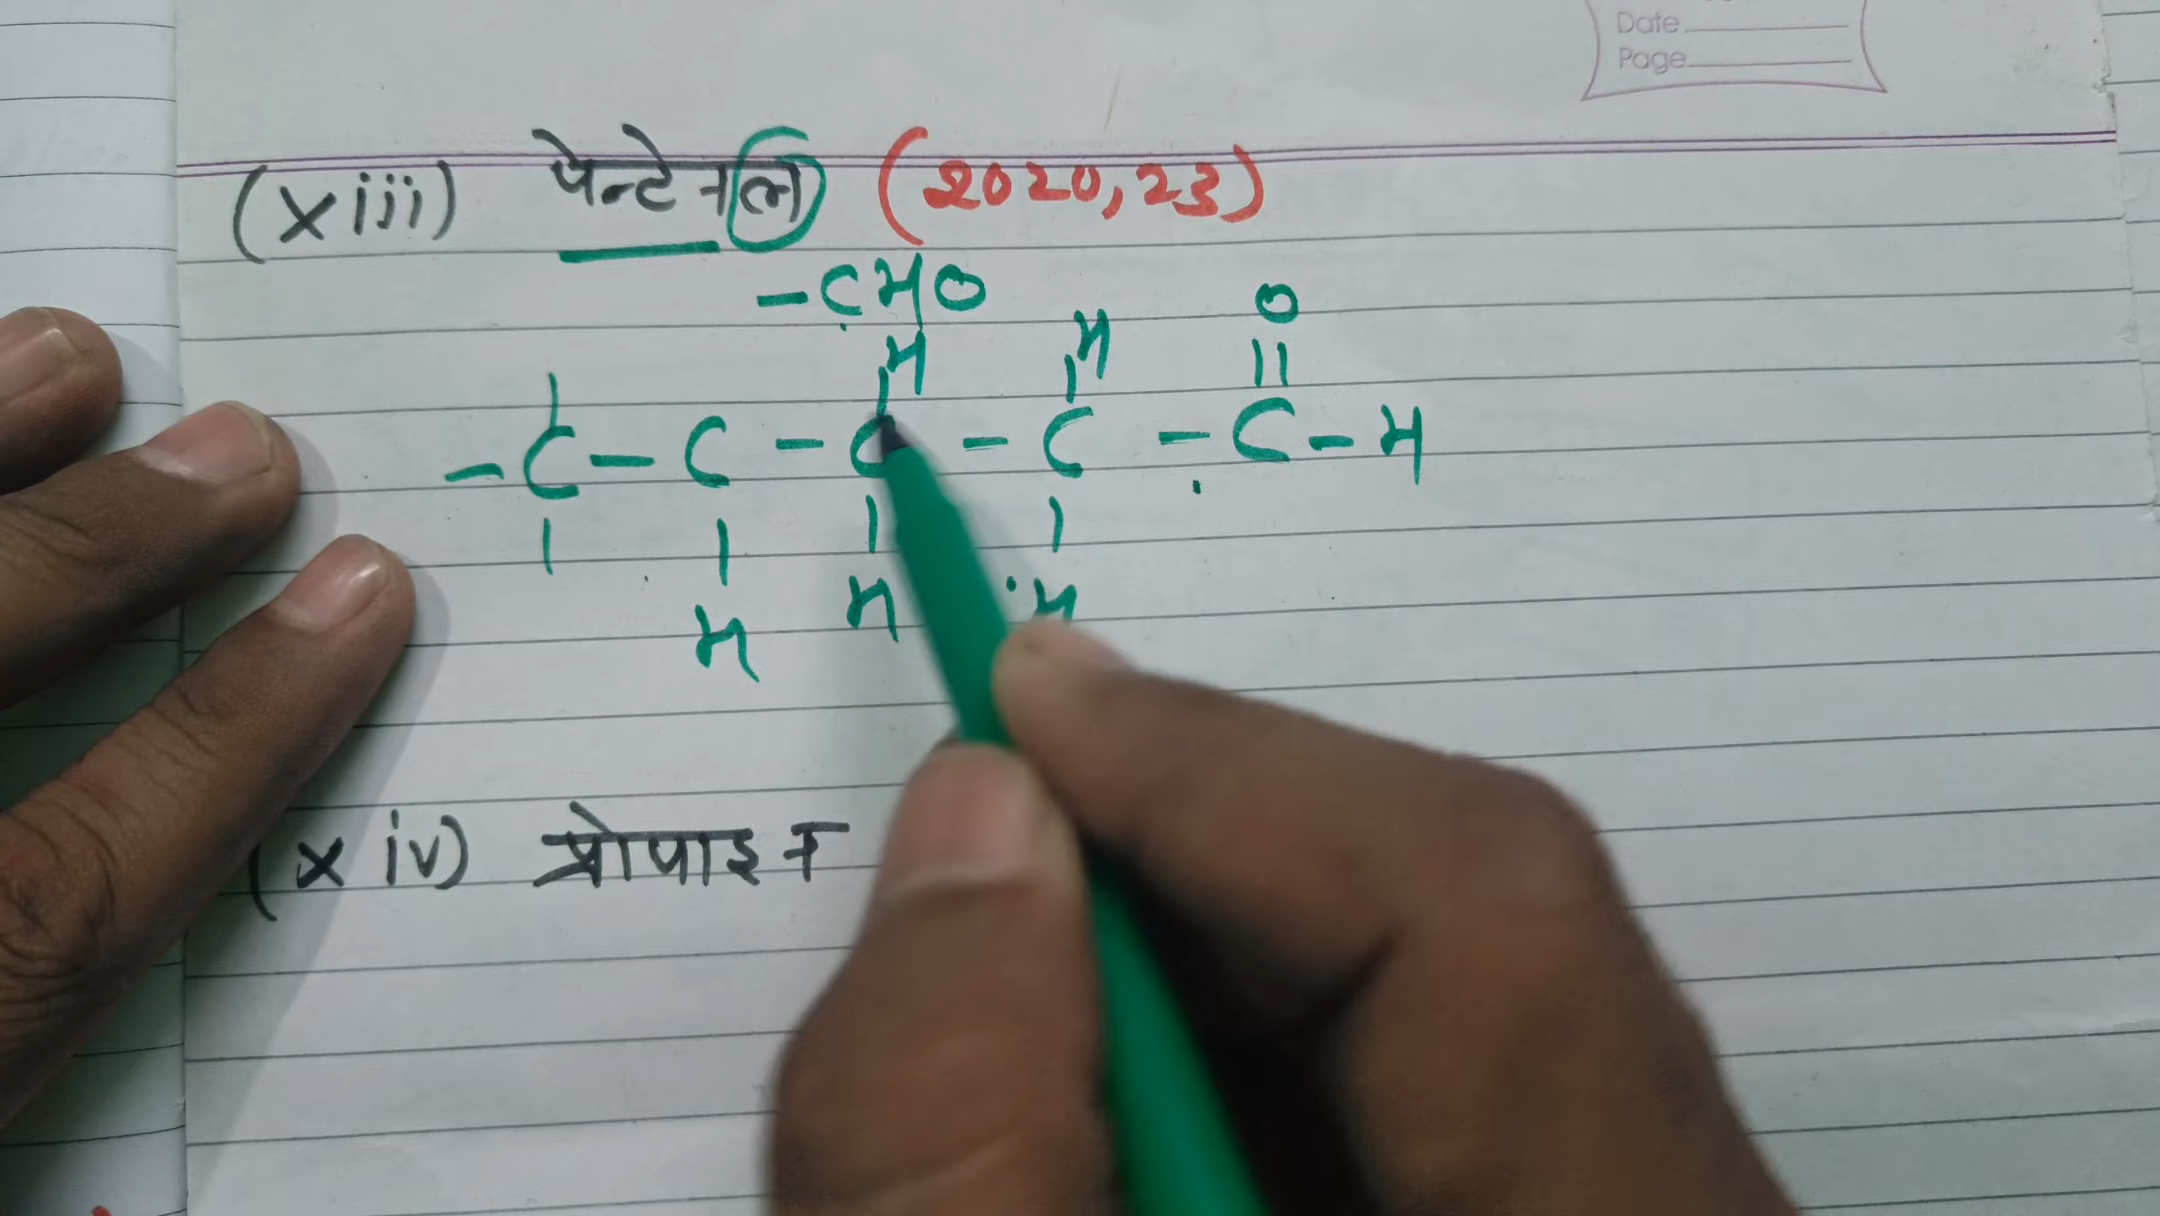 Date
Page
(xiii) पेन्टेनल (2020, 23)
-CHO
H H O
- C - C - C - C - C - H
H H H
(xiv) प्रोपाइन